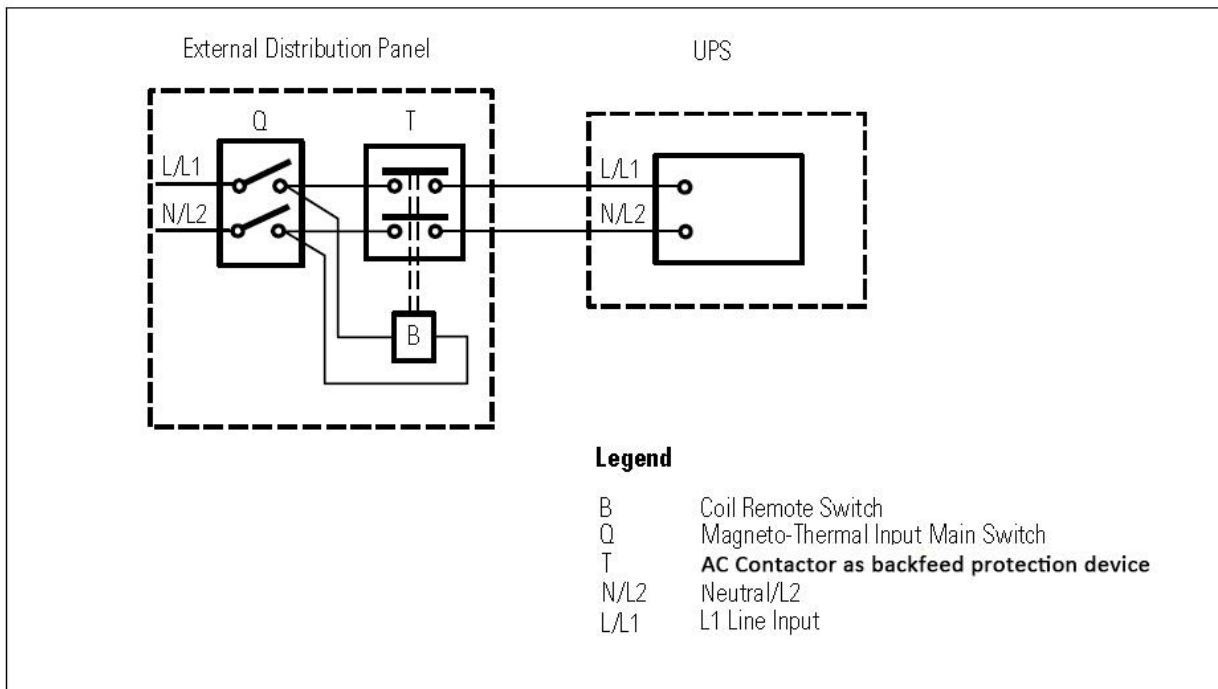 External Distribution Panel
UPS
Q
T
L/L1
N/L2
L/L1
N/L2
B
Legend
B Coil Remote Switch
Q Magneto-Thermal Input Main Switch
T AC Contactor as backfeed protection device
N/L2 Neutral/L2
L/L1 L1 Line Input